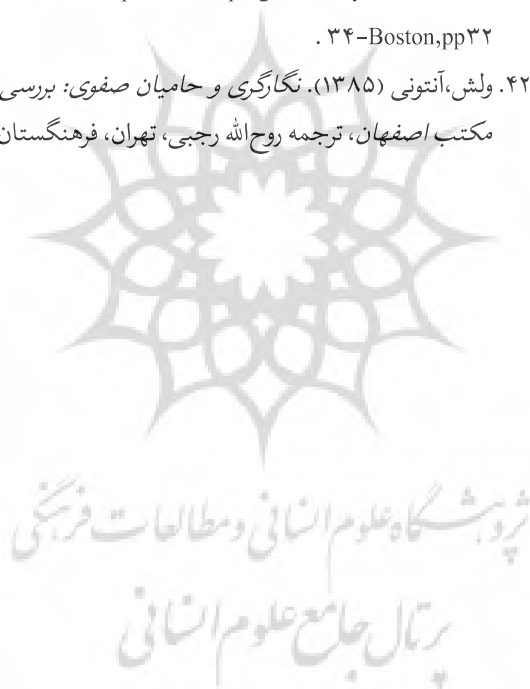 ۳۴-Boston,pp۳۲ .
۴۲. ولش،آنتونی (۱۳۸۵). نگارگری و حامیان صفوی: بررسی
مکتب اصفهان، ترجمه روح‌الله رجبی، تهران، فرهنگستان
پژوهشگاه علوم انسانی و مطالعات فرهنگی
پرتال جامع علوم انسانی